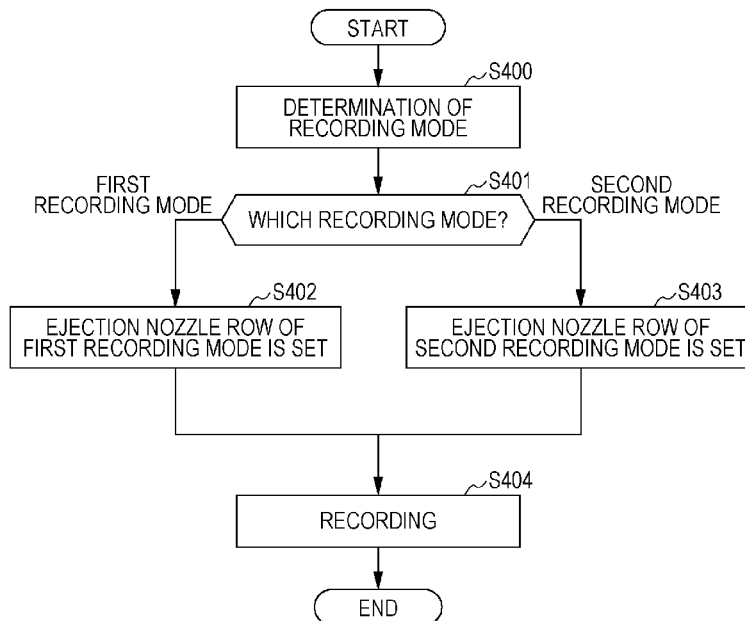 START
S400
DETERMINATION OF
RECORDING MODE
S401
FIRST
RECORDING MODE
SECOND
RECORDING MODE
WHICH RECORDING MODE?
S402
S403
EJECTION NOZZLE ROW OF
FIRST RECORDING MODE IS SET
EJECTION NOZZLE ROW OF
SECOND RECORDING MODE IS SET
S404
RECORDING
END